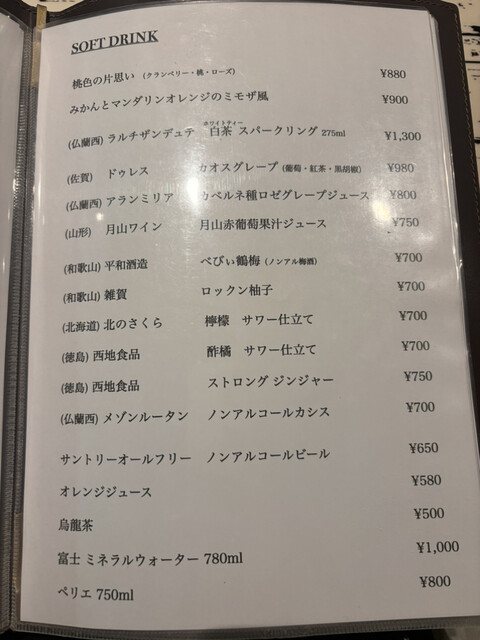 SOFT DRINK
桃色の片思い (クランベリー・桃・ローズ) ¥880
みかんとマンダリンオレンジのミモザ風 ¥900
ホワイトティー
(仏蘭西) ラルチザンデュテ 白茶 スパークリング 275ml ¥1,300
(佐賀) ドゥレス カオスグレープ (葡萄・紅茶・黒胡椒) ¥980
(仏蘭西) アランミリア カベルネ種ロゼグレープジュース ¥800
(山形) 月山ワイン 月山赤葡萄果汁ジュース ¥750
(和歌山) 平和酒造 べびぃ鶴梅 (ノンアル梅酒) ¥700
(和歌山) 雑賀 ロックン柚子 ¥700
(北海道) 北のさくら 檸檬 サワー仕立て ¥700
(徳島) 西地食品 酢橘 サワー仕立て ¥700
(徳島) 西地食品 ストロング ジンジャー ¥750
(仏蘭西) メゾンルータン ノンアルコールカシス ¥700
サントリーオールフリー ノンアルコールビール ¥650
オレンジジュース ¥580
烏龍茶 ¥500
富士 ミネラルウォーター 780ml ¥1,000
ペリエ 750ml ¥800